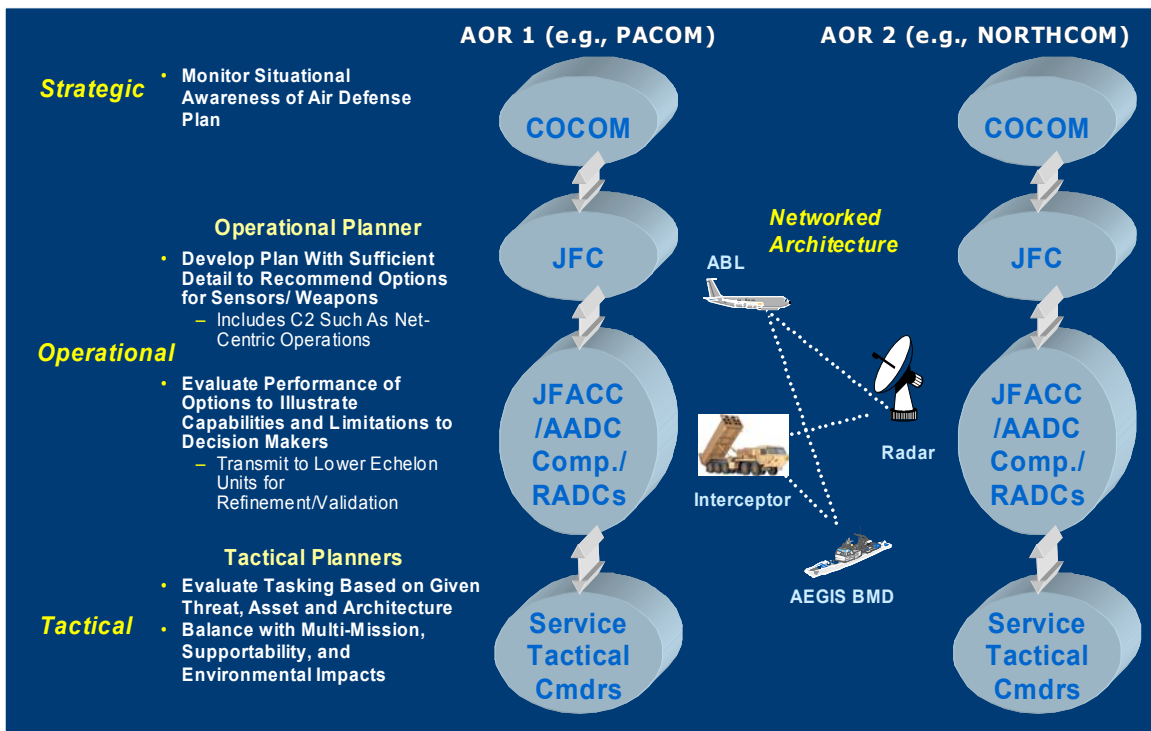 AOR 1 (e.g., PACOM)
AOR 2 (e.g., NORTHCOM)
Strategic
• Monitor Situational
Awareness of Air Defense
Plan
COCOM
COCOM
Operational Planner
• Develop Plan With Sufficient
Detail to Recommend Options
for Sensors/ Weapons
– Includes C2 Such As Net-
Centric Operations
Operational
• Evaluate Performance of
Options to Illustrate
Capabilities and Limitations to
Decision Makers
– Transmit to Lower Echelon
Units for
Refinement/Validation
JFC
Networked
Architecture
JFC
ABL
JFACC
/AADC
Comp./
RADCs
Radar
Interceptor
AEGIS BMD
JFACC
/AADC
Comp./
RADCs
Tactical Planners
• Evaluate Tasking Based on Given
Threat, Asset and Architecture
Tactical
• Balance with Multi-Mission,
Supportability, and
Environmental Impacts
Service
Tactical
Cmdrs
Service
Tactical
Cmdrs